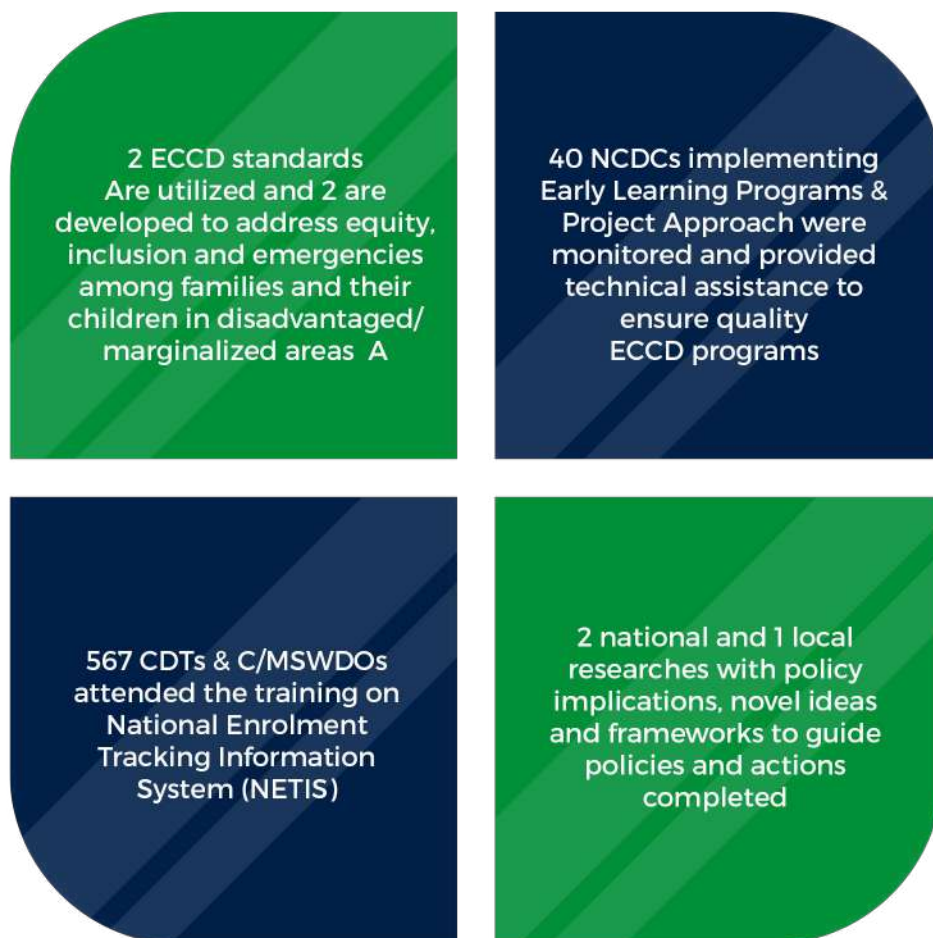 2 ECCD standards
Are utilized and 2 are
developed to address equity,
inclusion and emergencies
among families and their
children in disadvantaged/
marginalized areas  A
40 NCDCs implementing
Early Learning Programs &
Project Approach were
monitored and provided
technical assistance to
ensure quality
ECCD programs
567 CDTs & C/MSWDOs
attended the training on
National Enrolment
Tracking Information
System (NETIS)
2 national and 1 local
researches with policy
implications, novel ideas
and frameworks to guide
policies and actions
completed